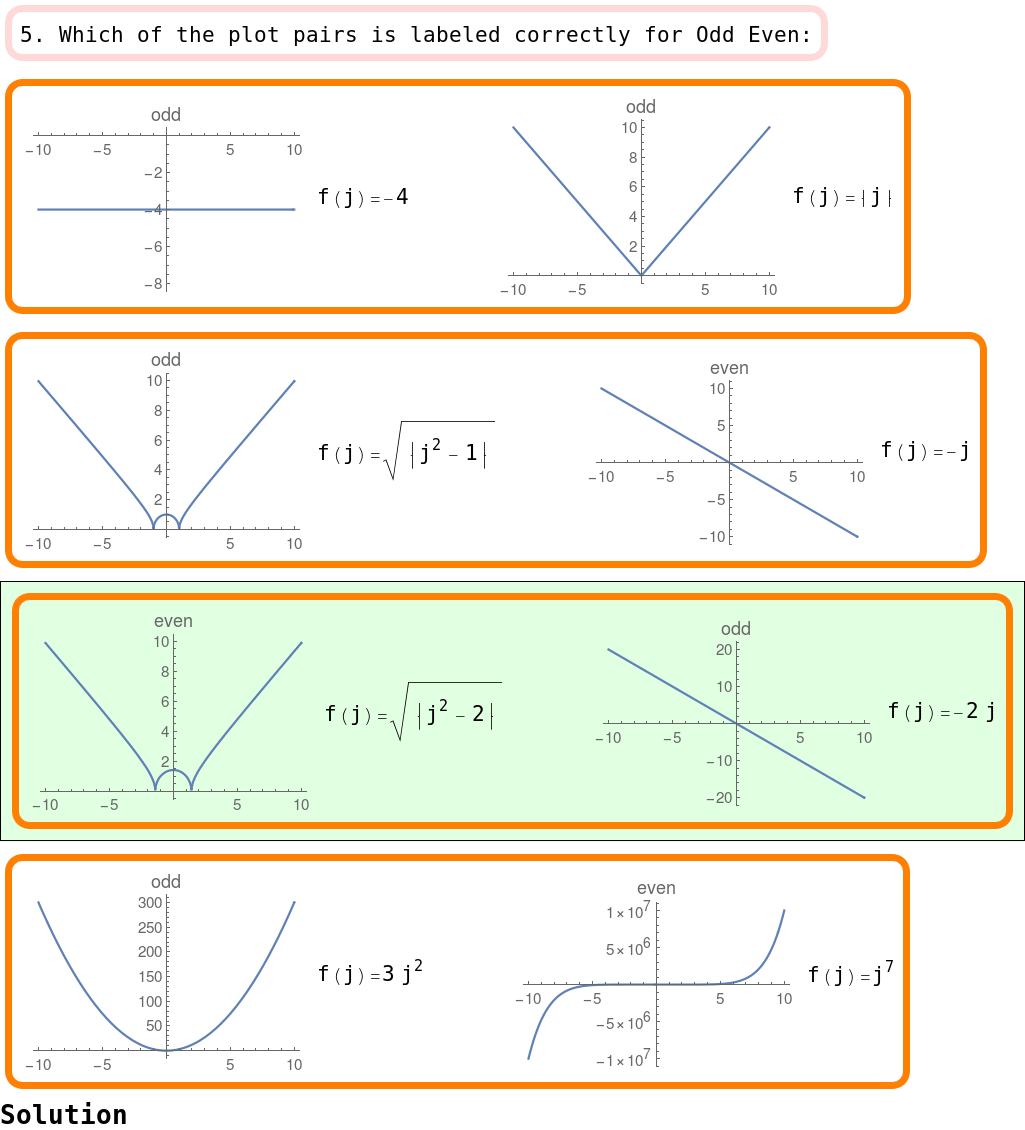 5. Which of the plot pairs is labeled correctly for Odd Even:
odd
−10 −5 5 10
−2
−4
−6
−8
f(j)=−4
odd
10
8
6
4
2
−10 −5 5 10
f(j)=|j|
odd
10
8
6
4
2
−10 −5 5 10
f(j)=√|j² − 1|
even
10
5
−10 −5 5 10
−5
−10
f(j)=−j
even
10
8
6
4
2
−10 −5 5 10
f(j)=√|j² − 2|
odd
20
10
−10 −5 5 10
−10
−20
f(j)=−2 j
odd
300
250
200
150
100
50
−10 −5 5 10
f(j)=3 j²
even
1×10⁷
5×10⁶
−10 −5 5 10
−5×10⁶
−1×10⁷
f(j)=j⁷
Solution